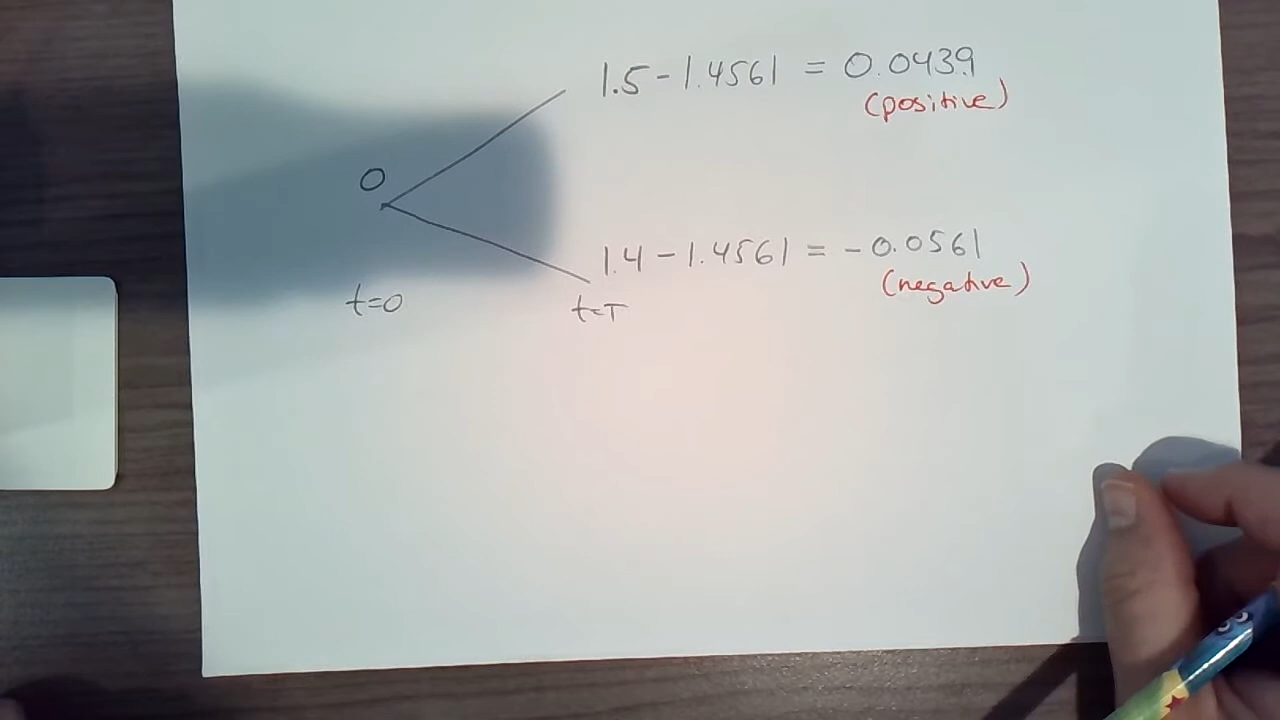 1.5 - 1.4561 = 0.0439
(positive)
0
1.4 - 1.4561 = - 0.0561
(negative)
t=0
t=T